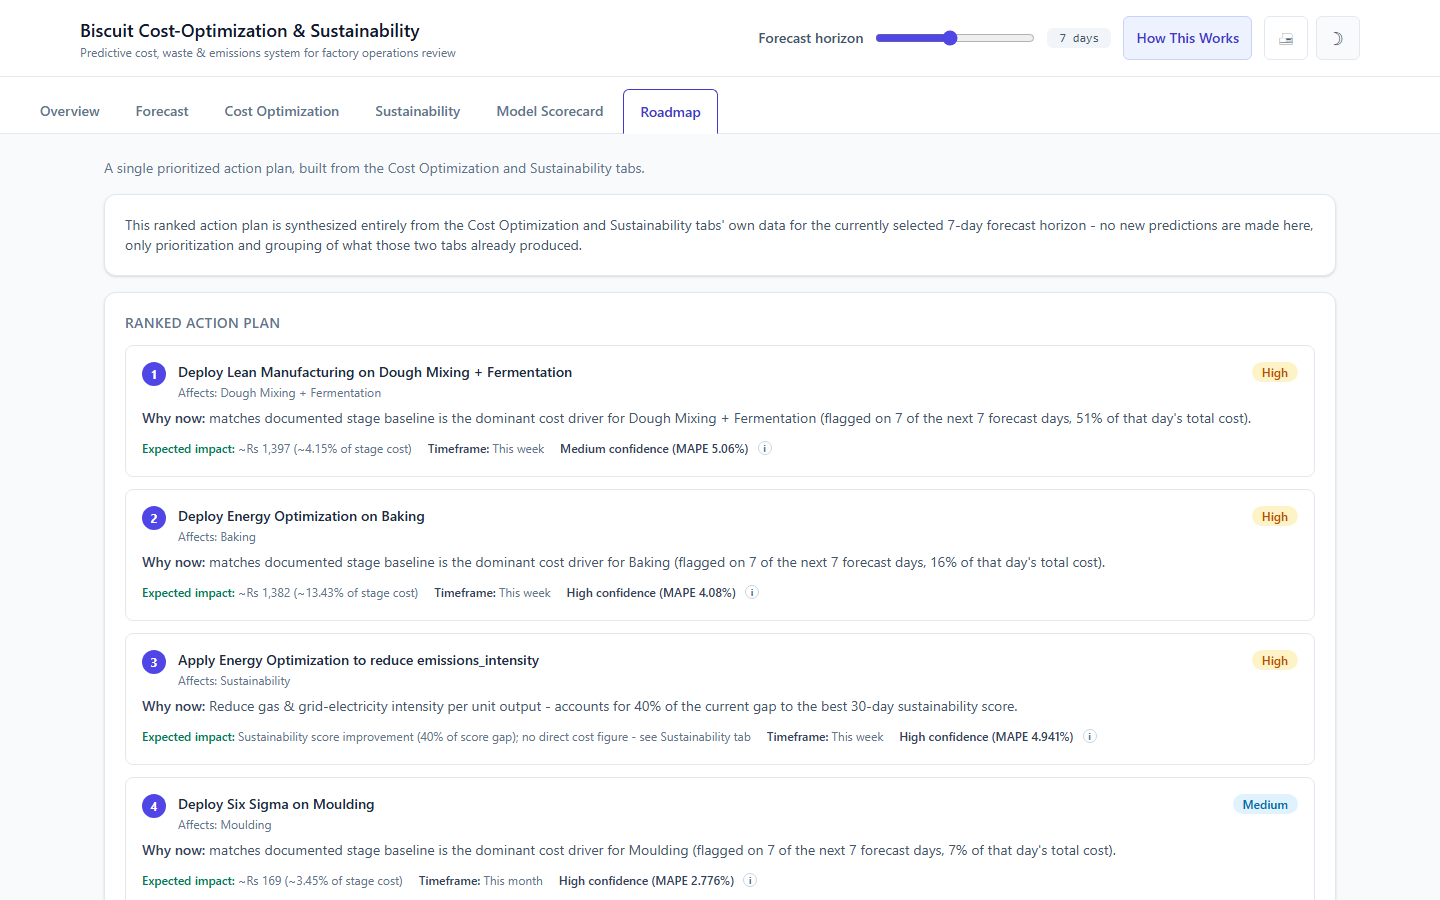 Biscuit Cost-Optimization & Sustainability
Predictive cost, waste & emissions system for factory operations review
Forecast horizon
7 days
How This Works
Overview
Forecast
Cost Optimization
Sustainability
Model Scorecard
Roadmap
A single prioritized action plan, built from the Cost Optimization and Sustainability tabs.
This ranked action plan is synthesized entirely from the Cost Optimization and Sustainability tabs' own data for the currently selected 7-day forecast horizon - no new predictions are made here,
only prioritization and grouping of what those two tabs already produced.
RANKED ACTION PLAN
1
Deploy Lean Manufacturing on Dough Mixing + Fermentation
High
Affects: Dough Mixing + Fermentation
Why now: matches documented stage baseline is the dominant cost driver for Dough Mixing + Fermentation (flagged on 7 of the next 7 forecast days, 51% of that day's total cost).
Expected impact: ~Rs 1,397 (~4.15% of stage cost) Timeframe: This week Medium confidence (MAPE 5.06%) i
2
Deploy Energy Optimization on Baking
High
Affects: Baking
Why now: matches documented stage baseline is the dominant cost driver for Baking (flagged on 7 of the next 7 forecast days, 16% of that day's total cost).
Expected impact: ~Rs 1,382 (~13.43% of stage cost) Timeframe: This week High confidence (MAPE 4.08%) i
3
Apply Energy Optimization to reduce emissions_intensity
High
Affects: Sustainability
Why now: Reduce gas & grid-electricity intensity per unit output - accounts for 40% of the current gap to the best 30-day sustainability score.
Expected impact: Sustainability score improvement (40% of score gap); no direct cost figure - see Sustainability tab Timeframe: This week High confidence (MAPE 4.941%) i
4
Deploy Six Sigma on Moulding
Medium
Affects: Moulding
Why now: matches documented stage baseline is the dominant cost driver for Moulding (flagged on 7 of the next 7 forecast days, 7% of that day's total cost).
Expected impact: ~Rs 169 (~3.45% of stage cost) Timeframe: This month High confidence (MAPE 2.776%) i